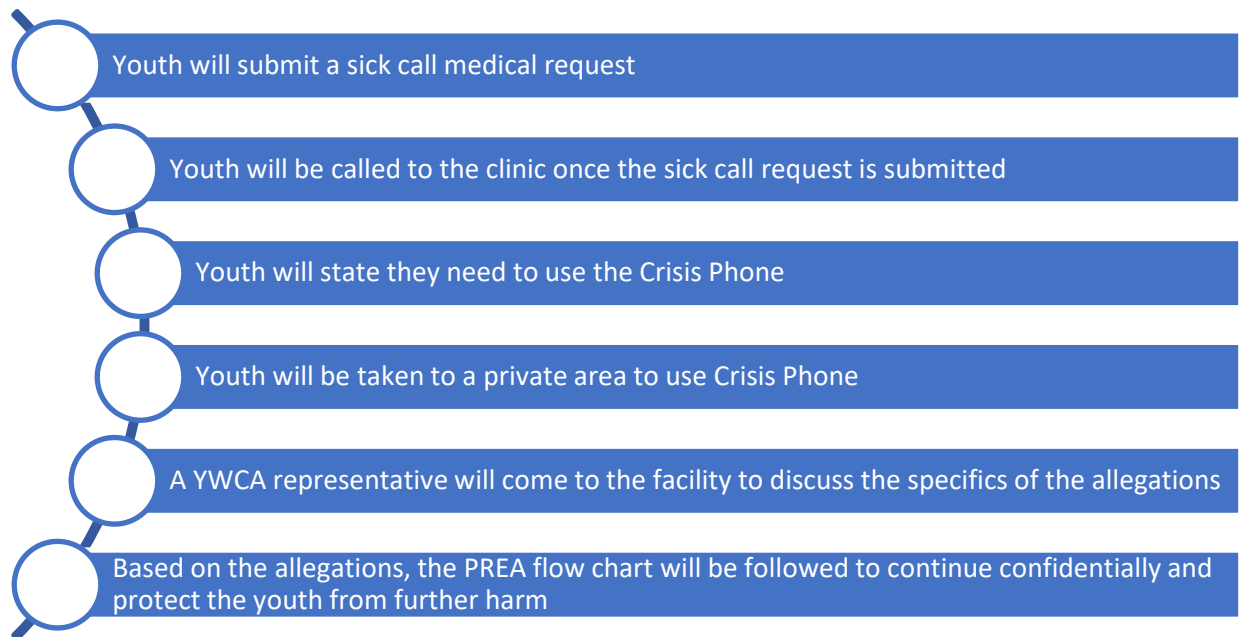 Youth will submit a sick call medical request
Youth will be called to the clinic once the sick call request is submitted
Youth will state they need to use the Crisis Phone
Youth will be taken to a private area to use Crisis Phone
A YWCA representative will come to the facility to discuss the specifics of the allegations
Based on the allegations, the PREA flow chart will be followed to continue confidentially and
protect the youth from further harm